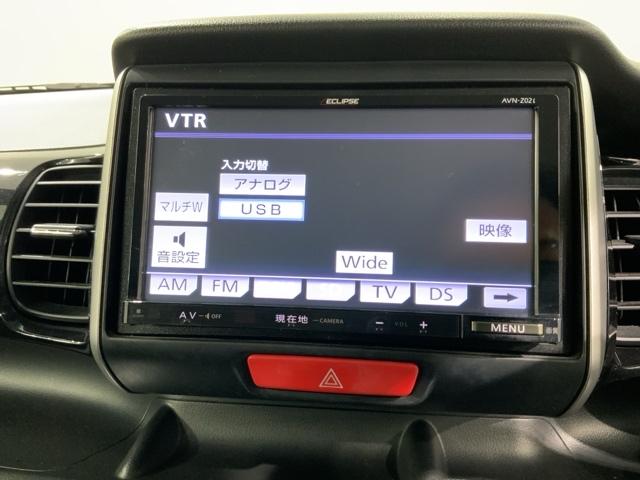 ECLIPSE AVN-Z02i
VTR
入力切替
アナログ
マルチW
USB
映像
音設定
Wide
AM FM TV DS
AV OFF 現在地 CAMERA - VOL + MENU